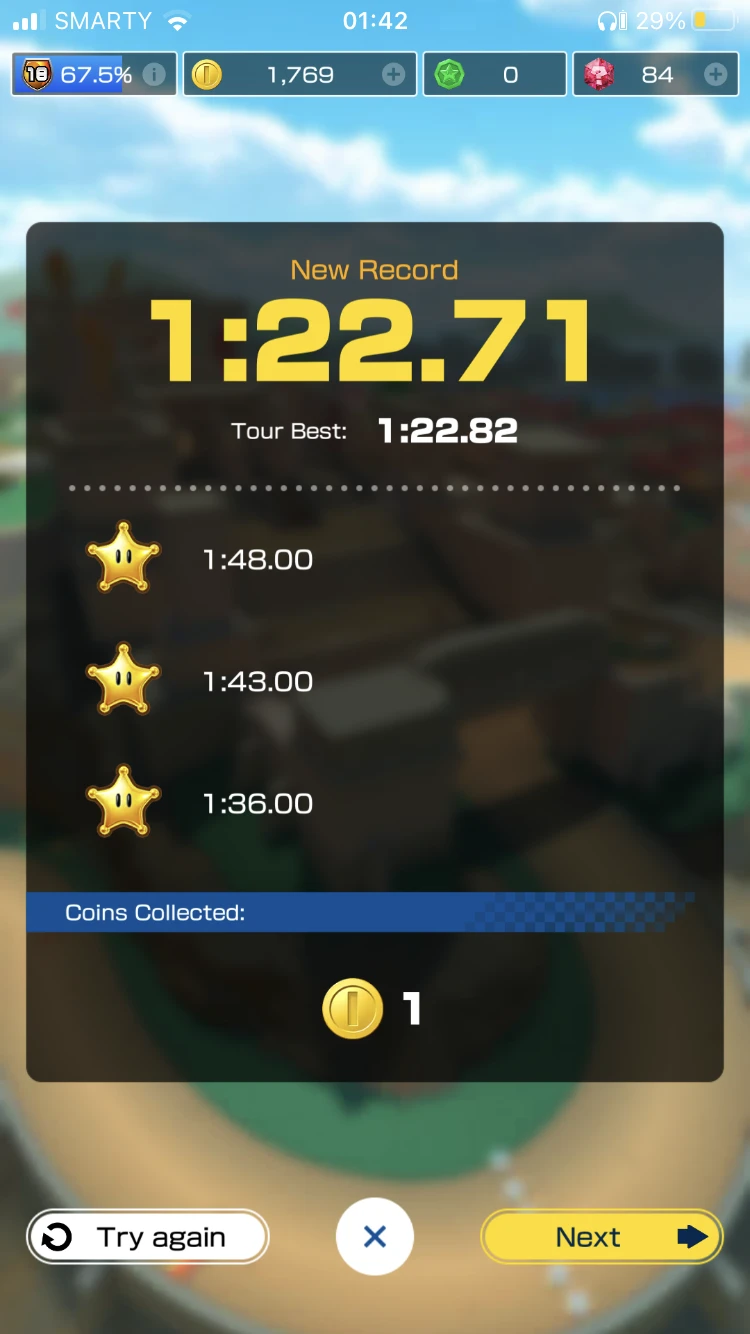 SMARTY 01:42 29%
18 67.5% i 1,769 0 84
New Record
1:22.71
Tour Best: 1:22.82
1:48.00
1:43.00
1:36.00
Coins Collected:
1
Try again Next